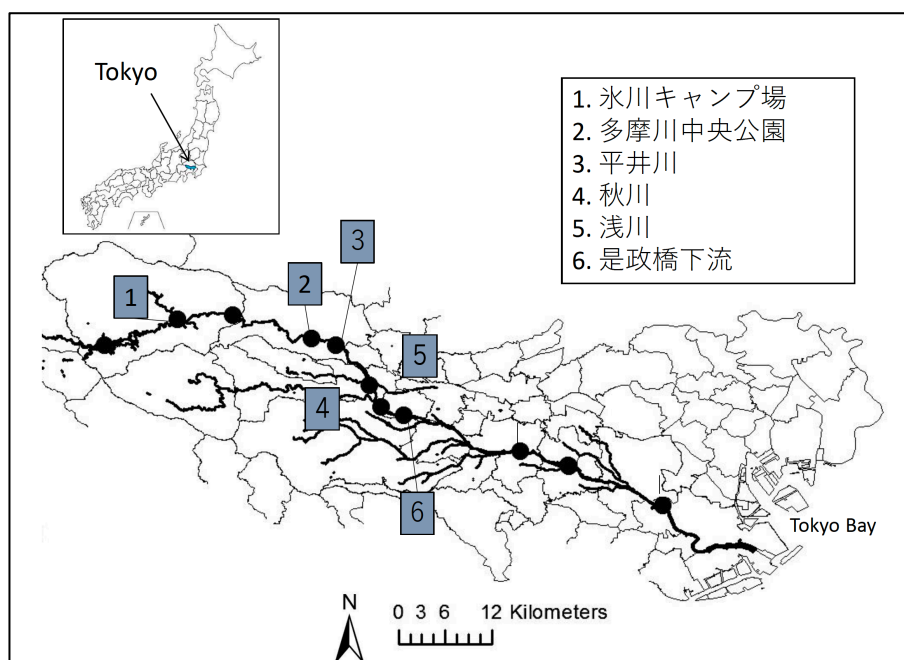 Tokyo
1. 氷川キャンプ場
2. 多摩川中央公園
3. 平井川
4. 秋川
5. 浅川
6. 是政橋下流
3
2
1
5
4
6
Tokyo Bay
N
0 3 6 12 Kilometers